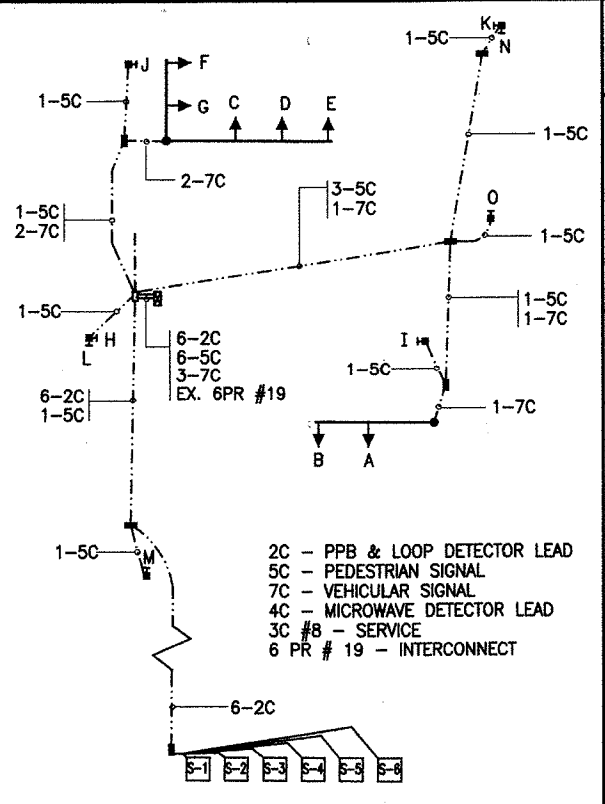 K
N
1-5C
J
F
1-5C
G
C
D
E
1-5C
2-7C
3-5C
1-7C
O
1-5C
2-7C
1-5C
1-5C
1-5C
1-7C
H
L
I
6-2C
6-5C
3-7C
EX. 6PR #19
1-5C
6-2C
1-5C
1-7C
B
A
1-5C
M
2C - PPB & LOOP DETECTOR LEAD
5C - PEDESTRIAN SIGNAL
7C - VEHICULAR SIGNAL
4C - MICROWAVE DETECTOR LEAD
3C #8 - SERVICE
6 PR # 19 - INTERCONNECT
6-2C
S-1
S-2
S-3
S-4
S-5
S-6